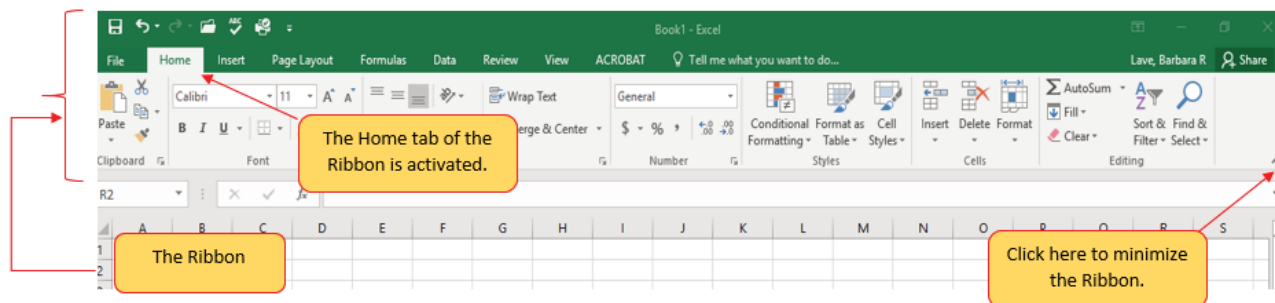 Book1 - Excel
File Home Insert Page Layout Formulas Data Review View ACROBAT Tell me what you want to do... Lave, Barbara R Share
Calibri 11 A A Wrap Text General AutoSum
Paste Fill
B I U erge & Center $ % , .00 Conditional Format as Cell Insert Delete Format Sort & Find &
Formatting Table Styles Clear Filter Select
Clipboard Font Number Styles Cells Editing
The Home tab of the
Ribbon is activated.
R2 fx
A B C D E F G H I J K L M N O P Q R S
1
2
The Ribbon
Click here to minimize
the Ribbon.